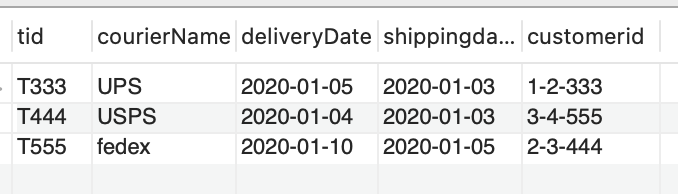 tid courierName deliveryDate shippingda... customerid
T333 UPS 2020-01-05 2020-01-03 1-2-333
T444 USPS 2020-01-04 2020-01-03 3-4-555
T555 fedex 2020-01-10 2020-01-05 2-3-444